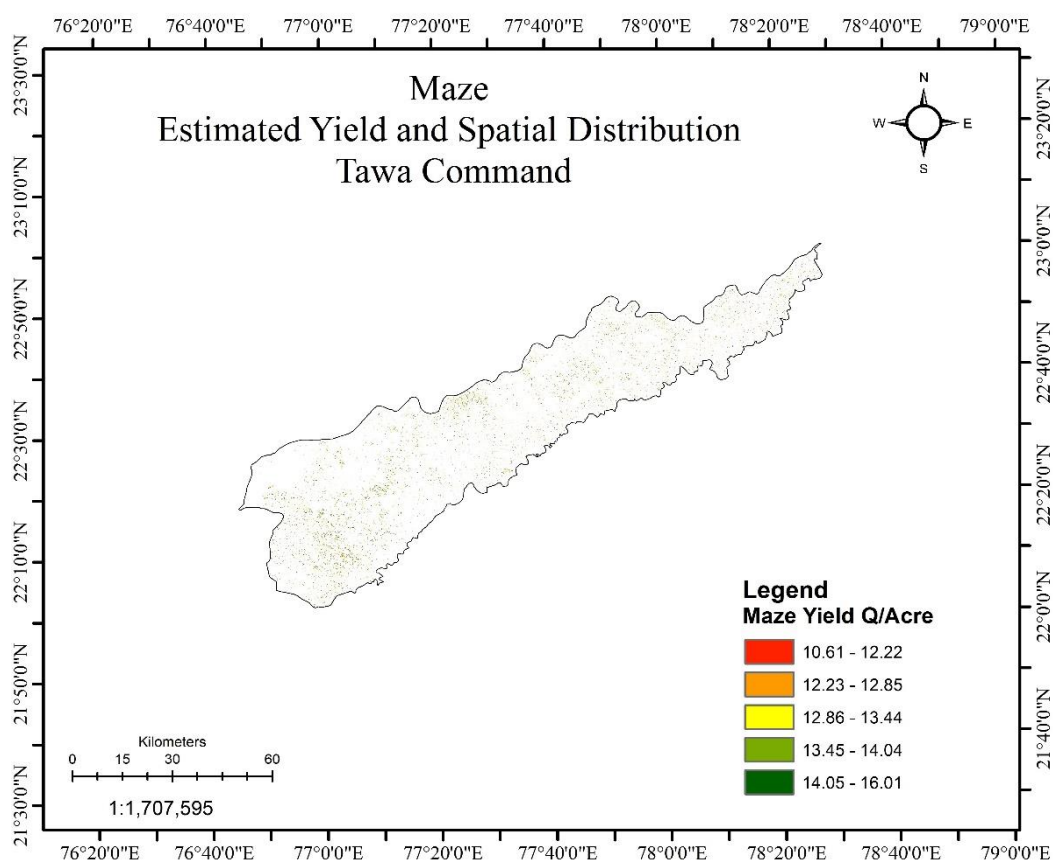 76°20'0"E 76°40'0"E 77°0'0"E 77°20'0"E 77°40'0"E 78°0'0"E 78°20'0"E 78°40'0"E 79°0'0"E
Maze
Estimated Yield and Spatial Distribution
Tawa Command
N
W E
S
23°30'0"N
23°10'0"N
22°50'0"N
22°30'0"N
22°10'0"N
21°50'0"N
21°30'0"N
23°20'0"N
23°0'0"N
22°40'0"N
22°20'0"N
22°0'0"N
21°40'0"N
Legend
Maze Yield Q/Acre
10.61 - 12.22
12.23 - 12.85
12.86 - 13.44
13.45 - 14.04
14.05 - 16.01
Kilometers
0 15 30 60
1:1,707,595
76°20'0"E 76°40'0"E 77°0'0"E 77°20'0"E 77°40'0"E 78°0'0"E 78°20'0"E 78°40'0"E